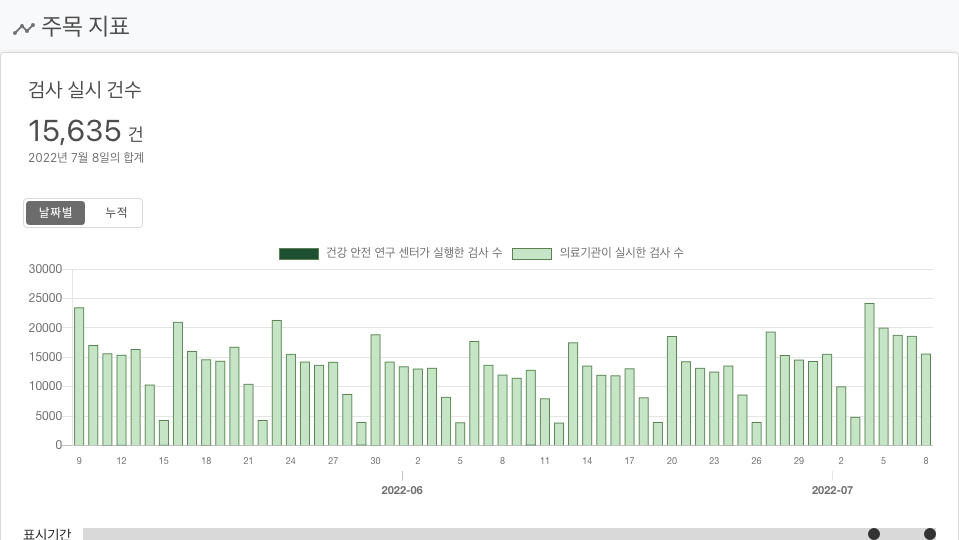 주목 지표
검사 실시 건수
15,635 건
2022년 7월 8일의 합계
날짜별 누적
건강 안전 연구 센터가 실행한 검사 수 의료기관이 실시한 검사 수
30000
25000
20000
15000
10000
5000
0
9 12 15 18 21 24 27 30 2 5 8 11 14 17 20 23 26 29 2 5 8
2022-06 2022-07
표시기간